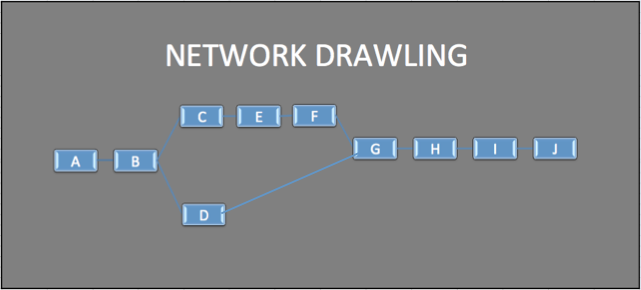 NETWORK DRAWLING
C E F
A B G H I J
D